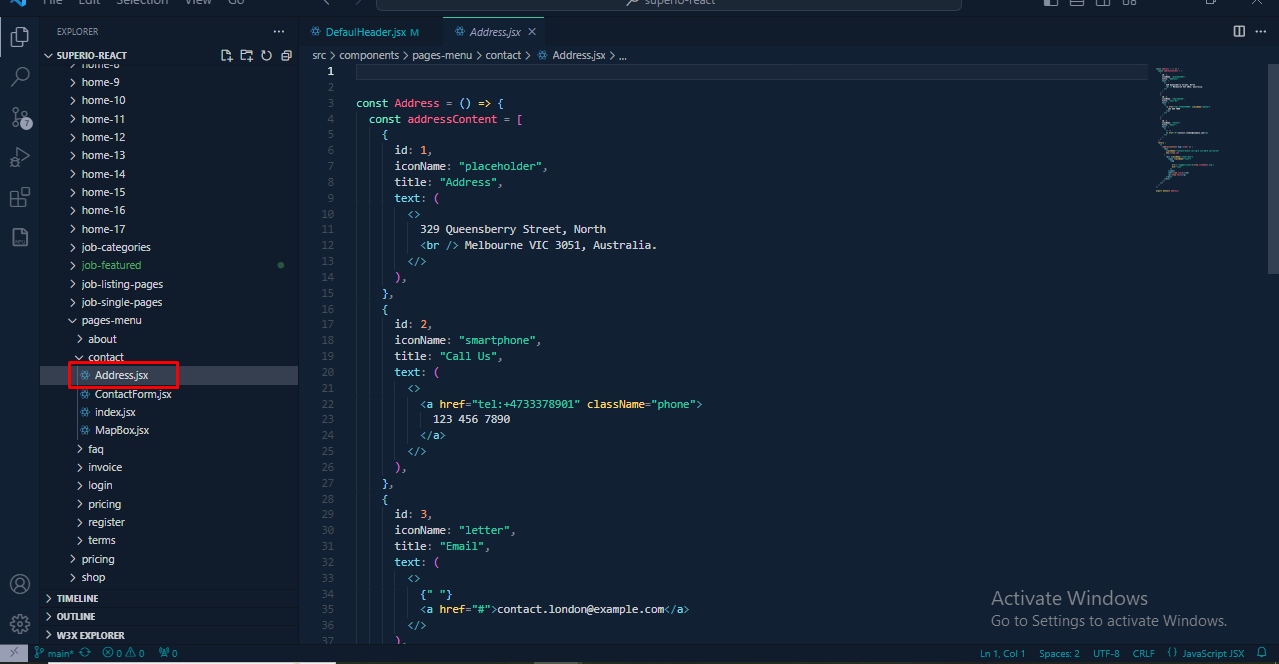 File Edit Selection View Go
superio-react
EXPLORER
SUPERIO-REACT
home-8
home-9
home-10
home-11
home-12
home-13
home-14
home-15
home-16
home-17
job-categories
job-featured
job-listing-pages
job-single-pages
pages-menu
about
contact
Address.jsx
ContactForm.jsx
index.jsx
MapBox.jsx
faq
invoice
login
pricing
register
terms
pricing
shop
TIMELINE
OUTLINE
W3X EXPLORER
7
DefaulHeader.jsx M
Address.jsx
src > components > pages-menu > contact > Address.jsx > ...
1
2
3 const Address = () => {
4 const addressContent = [
5 {
6 id: 1,
7 iconName: "placeholder",
8 title: "Address",
9 text: (
10 <>
11 329 Queensberry Street, North
12 <br /> Melbourne VIC 3051, Australia.
13 </>
14 ),
15 },
16 {
17 id: 2,
18 iconName: "smartphone",
19 title: "Call Us",
20 text: (
21 <>
22 <a href="tel:+4733378901" className="phone">
23 123 456 7890
24 </a>
25 </>
26 ),
27 },
28 {
29 id: 3,
30 iconName: "letter",
31 title: "Email",
32 text: (
33 <>
34 {" "}
35 <a href="#">contact.london@example.com</a>
36 </>
37 ),
Activate Windows
Go to Settings to activate Windows.
main* 0 0 0
Ln 1, Col 1 Spaces: 2 UTF-8 CRLF {} JavaScript JSX